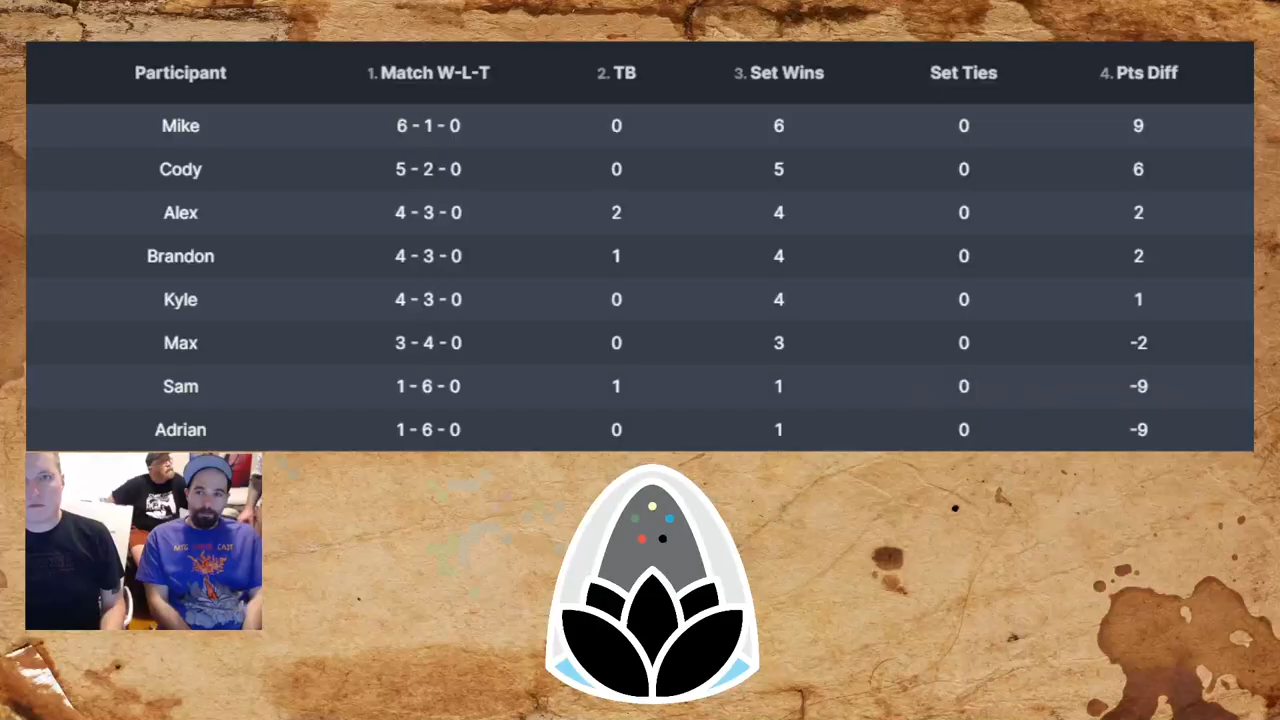 Participant 1. Match W-L-T 2. TB 3. Set Wins Set Ties 4. Pts Diff
Mike 6 - 1 - 0 0 6 0 9
Cody 5 - 2 - 0 0 5 0 6
Alex 4 - 3 - 0 2 4 0 2
Brandon 4 - 3 - 0 1 4 0 2
Kyle 4 - 3 - 0 0 4 0 1
Max 3 - 4 - 0 0 3 0 -2
Sam 1 - 6 - 0 1 1 0 -9
Adrian 1 - 6 - 0 0 1 0 -9
CAST